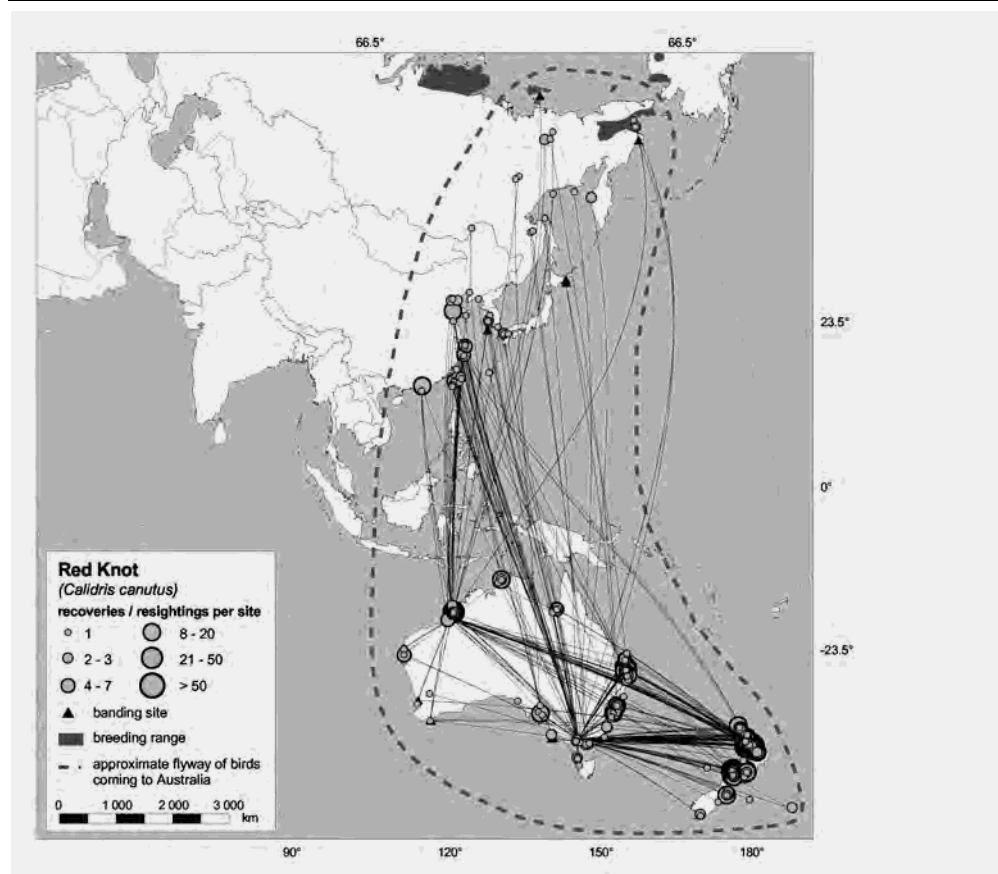 66.5° 66.5°
23.5°
0°
-23.5°
Red Knot
(Calidris canutus)
recoveries / resightings per site
1 8 - 20
2 - 3 21 - 50
4 - 7 > 50
banding site
breeding range
approximate flyway of birds
coming to Australia
0 1 000 2 000 3 000
km
90° 120° 150° 180°